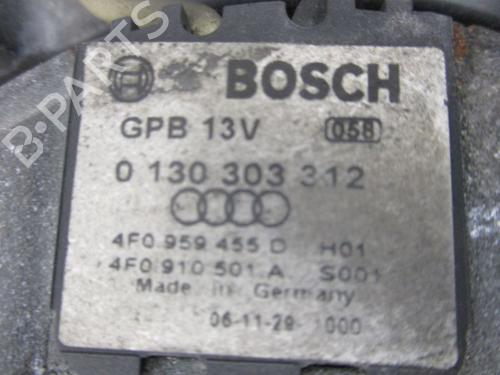 BOSCH
GPB 13V 058
0 130 303 312
4F0 959 455 D H01
4F0 910 501 A S001
Made in Germany
06-11-29 000
B-PARTS